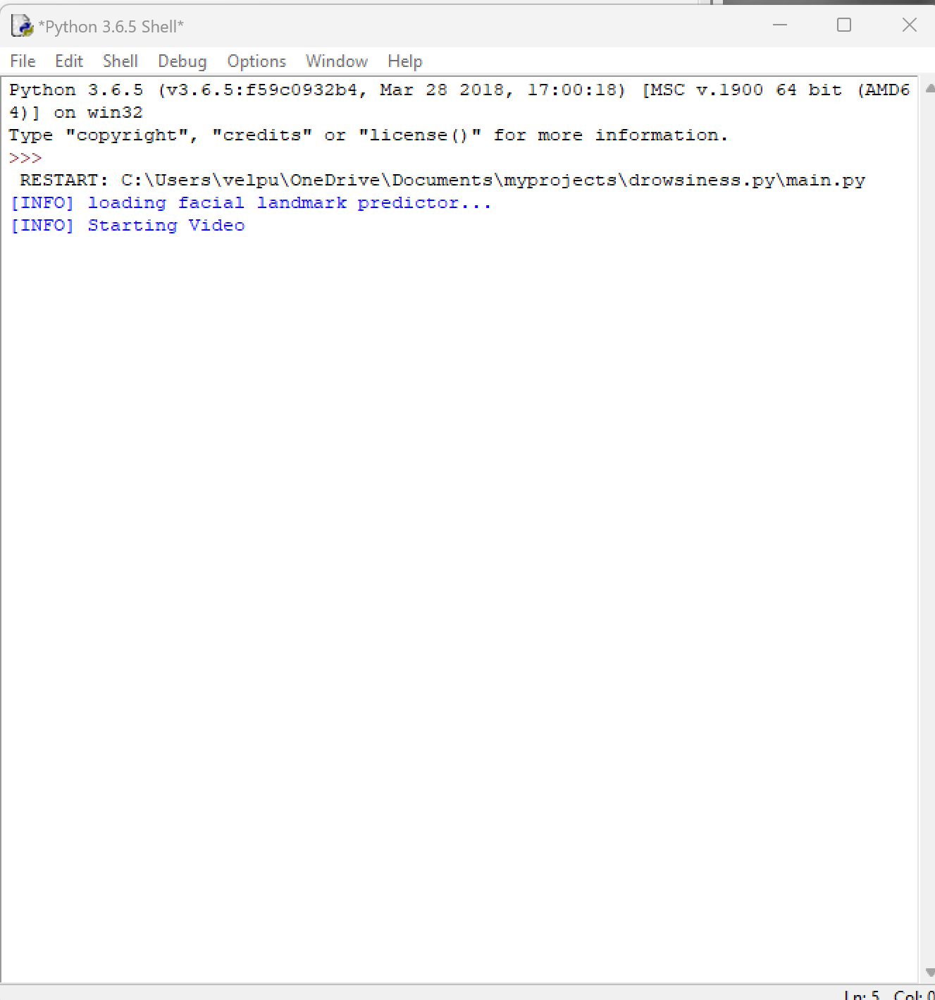 *Python 3.6.5 Shell*
File Edit Shell Debug Options Window Help
Python 3.6.5 (v3.6.5:f59c0932b4, Mar 28 2018, 17:00:18) [MSC v.1900 64 bit (AMD6
4)] on win32
Type "copyright", "credits" or "license()" for more information.
>>>
RESTART: C:\Users\velpu\OneDrive\Documents\myprojects\drowsiness.py\main.py
[INFO] loading facial landmark predictor...
[INFO] Starting Video
Ln: 5 Col: 0